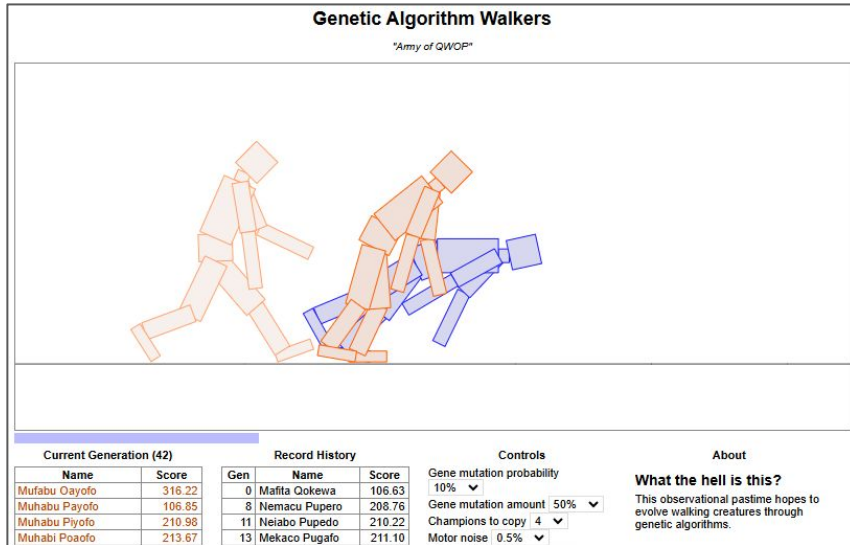 Genetic Algorithm Walkers
"Army of QWOP"
Current Generation (42)
Name Score
Mufabu Oayofo 316.22
Muhabu Payofo 106.85
Muhabu Piyofo 210.98
Muhabi Poaofo 213.67
Record History
Gen Name Score
0 Mafita Qokewa 106.63
8 Nemacu Pupero 208.76
11 Neiabo Pupedo 210.22
13 Mekaco Pugafo 211.10
Controls
Gene mutation probability
10%
Gene mutation amount 50%
Champions to copy 4
Motor noise 0.5%
About
What the hell is this?
This observational pastime hopes to
evolve walking creatures through
genetic algorithms.